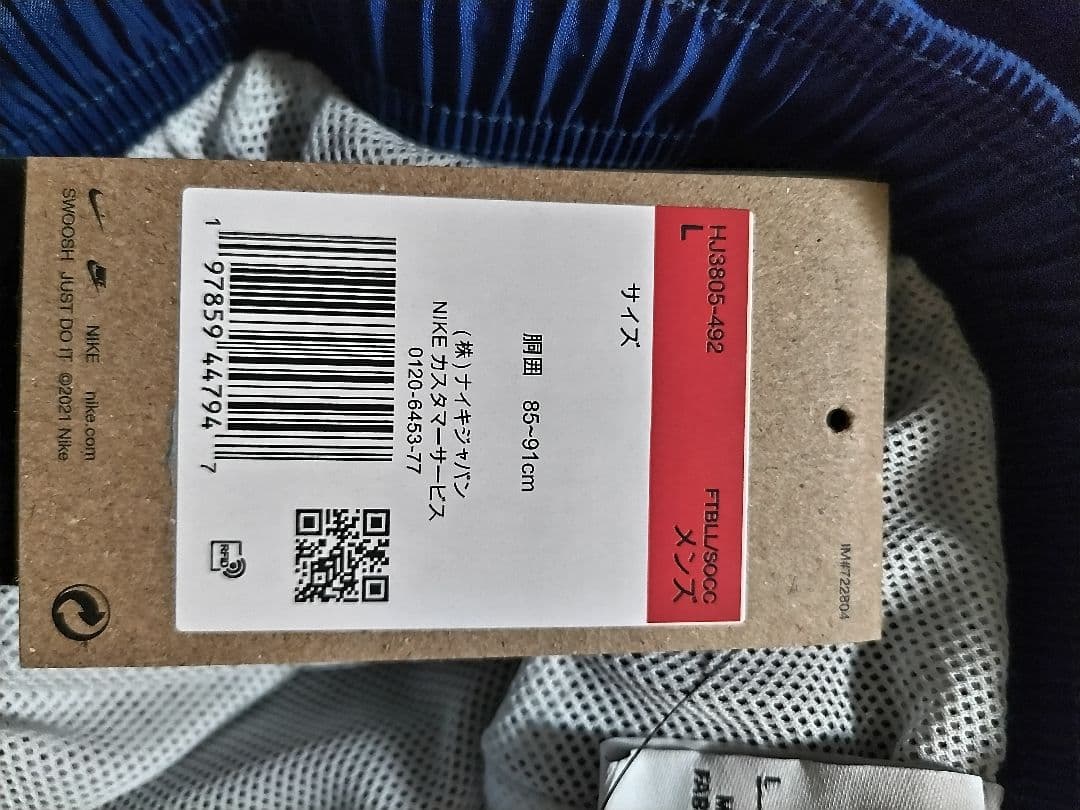 IM#722804
HJ3805-492 FTBLL/SOCC
L メンズ
サイズ
胴囲 85~91cm
(株)ナイキジャパン
NIKE カスタマーサービス
0120-6453-77
1 97859 44794 7
RFID
NIKE nike.com
SWOOSH JUST DO IT ©2021 Nike
L